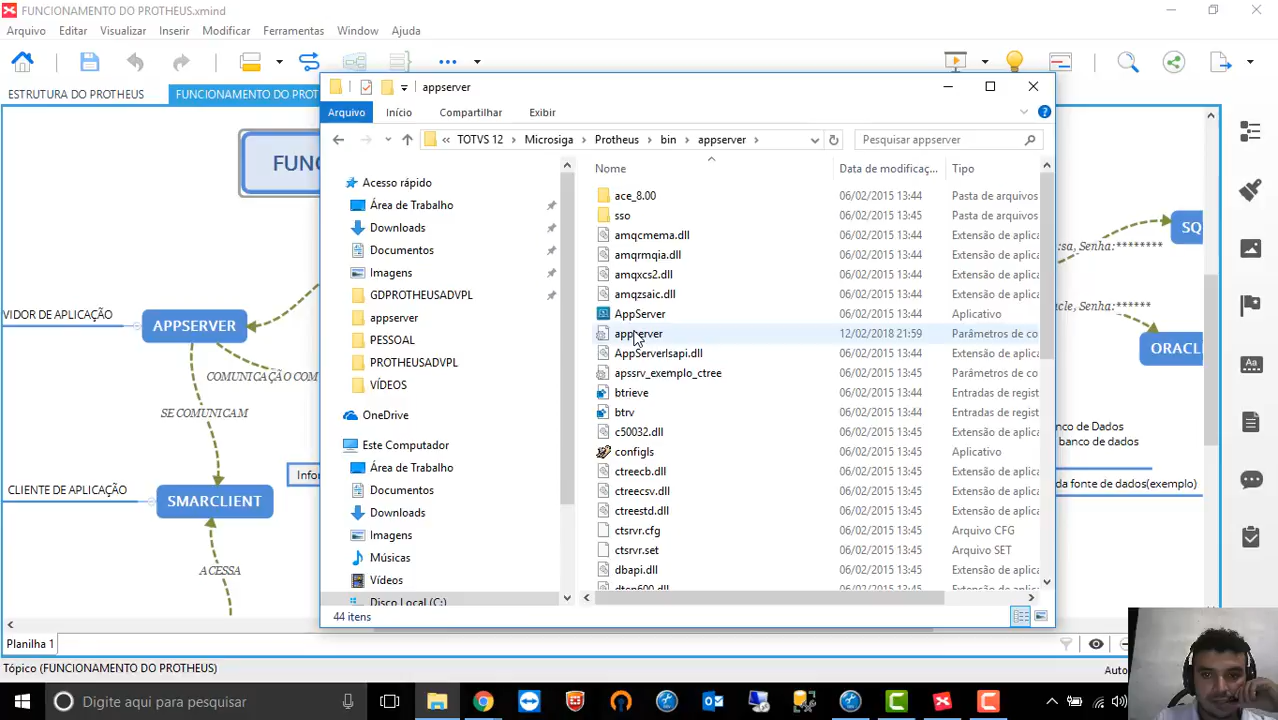 FUNCIONAMENTO DO PROTHEUS.xmind
Arquivo Editar Visualizar Inserir Modificar Ferramentas Window Ajuda
ESTRUTURA DO PROTHEUS FUNCIONAMENTO DO PROT
FUNC
VIDOR DE APLICAÇÃO
APPSERVER
COMUNICAÇÃO COM
SE COMUNICAM
Infor
CLIENTE DE APLICAÇÃO
SMARCLIENT
ACESSA
appserver
Arquivo Início Compartilhar Exibir
« TOTVS 12 Microsiga Protheus bin appserver
Pesquisar appserver
Acesso rápido
Área de Trabalho
Downloads
Documentos
Imagens
GDPROTHEUSADVPL
appserver
PESSOAL
PROTHEUSADVPL
VÍDEOS
OneDrive
Este Computador
Área de Trabalho
Documentos
Downloads
Imagens
Músicas
Vídeos
Disco Local (C:)
Nome Data de modificaç... Tipo
ace_8.00 06/02/2015 13:44 Pasta de arquivos
sso 06/02/2015 13:45 Pasta de arquivos
amqcmema.dll 06/02/2015 13:44 Extensão de aplica
amqrmqia.dll 06/02/2015 13:44 Extensão de aplica
amqxcs2.dll 06/02/2015 13:44 Extensão de aplica
amqzsaic.dll 06/02/2015 13:44 Extensão de aplica
AppServer 06/02/2015 13:44 Aplicativo
appserver 12/02/2018 21:59 Parâmetros de co
AppServerIsapi.dll 06/02/2015 13:44 Extensão de aplica
apssrv_exemplo_ctree 06/02/2015 13:45 Parâmetros de co
btrieve 06/02/2015 13:44 Entradas de regist
btrv 06/02/2015 13:44 Entradas de regist
c50032.dll 06/02/2015 13:45 Extensão de aplica
configls 06/02/2015 13:44 Aplicativo
ctreecb.dll 06/02/2015 13:45 Extensão de aplica
ctreecsv.dll 06/02/2015 13:45 Extensão de aplica
ctreestd.dll 06/02/2015 13:45 Extensão de aplica
ctsrvr.cfg 06/02/2015 13:45 Arquivo CFG
ctsrvr.set 06/02/2015 13:45 Arquivo SET
dbapi.dll 06/02/2015 13:45 Extensão de aplica
44 itens
SQ
sa, Senha:********
acle, Senha:******
ORACL
nco de Dados
banco de dados
da fonte de dados(exemplo)
Planilha 1
Tópico (FUNCIONAMENTO DO PROTHEUS)
Auto
Digite aqui para pesquisar